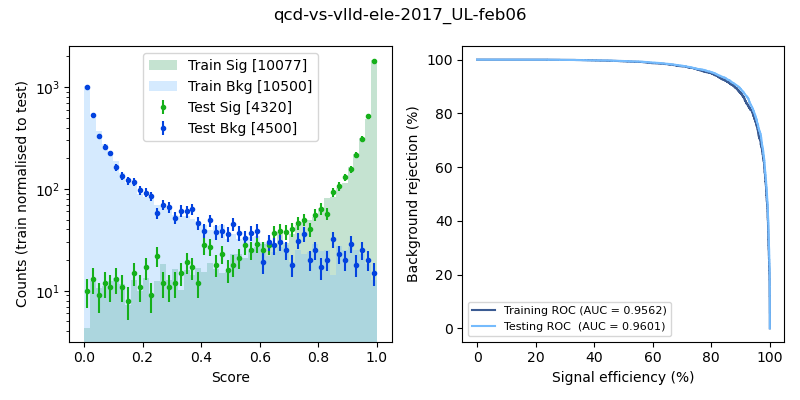 qcd-vs-vlld-ele-2017_UL-feb06
Counts (train normalised to test)
10³
10²
10¹
Train Sig [10077]
Train Bkg [10500]
Test Sig [4320]
Test Bkg [4500]
0.0 0.2 0.4 0.6 0.8 1.0
Score
Background rejection (%)
100
80
60
40
20
0
Training ROC (AUC = 0.9562)
Testing ROC (AUC = 0.9601)
0 20 40 60 80 100
Signal efficiency (%)